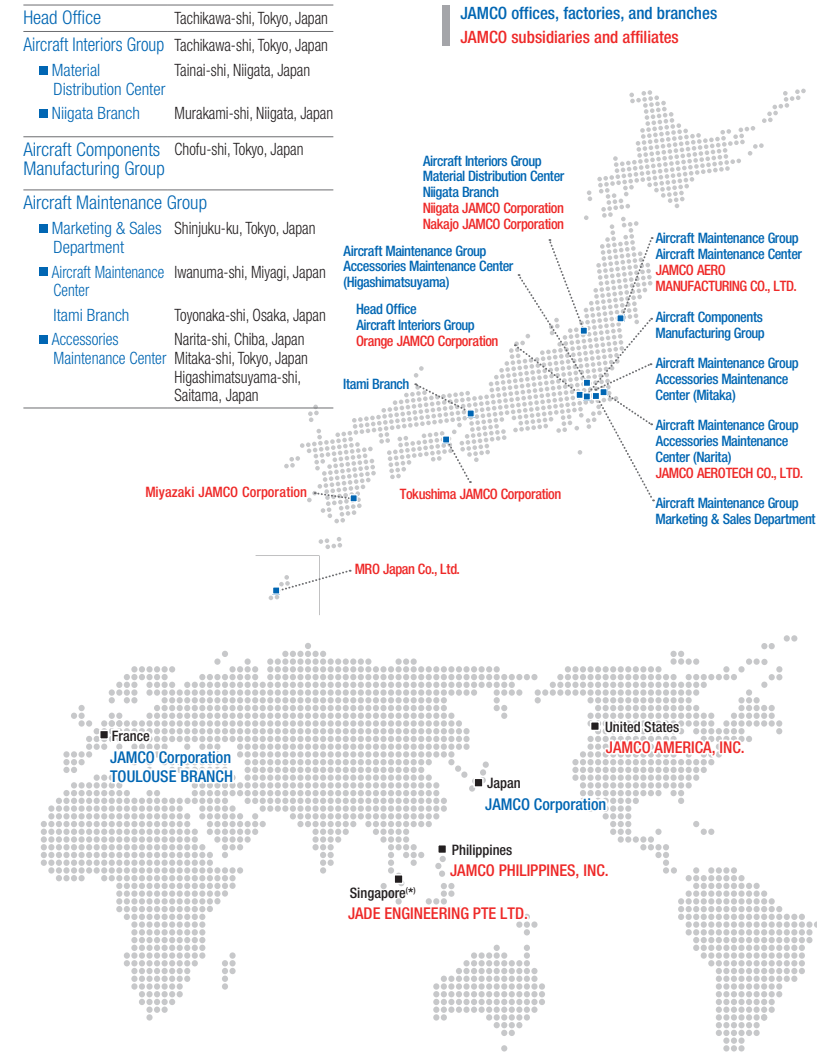 Head Office Tachikawa-shi, Tokyo, Japan
Aircraft Interiors Group Tachikawa-shi, Tokyo, Japan
Material Tainai-shi, Niigata, Japan
Distribution Center
Niigata Branch Murakami-shi, Niigata, Japan
Aircraft Components Chofu-shi, Tokyo, Japan
Manufacturing Group
Aircraft Maintenance Group
Marketing & Sales Shinjuku-ku, Tokyo, Japan
Department
Aircraft Maintenance Iwanuma-shi, Miyagi, Japan
Center
Itami Branch Toyonaka-shi, Osaka, Japan
Accessories Narita-shi, Chiba, Japan
Maintenance Center Mitaka-shi, Tokyo, Japan
Higashimatsuyama-shi,
Saitama, Japan
JAMCO offices, factories, and branches
JAMCO subsidiaries and affiliates
Aircraft Interiors Group
Material Distribution Center
Niigata Branch
Niigata JAMCO Corporation
Nakajo JAMCO Corporation
Aircraft Maintenance Group
Accessories Maintenance Center
(Higashimatsuyama)
Head Office
Aircraft Interiors Group
Orange JAMCO Corporation
Itami Branch
Aircraft Maintenance Group
Aircraft Maintenance Center
JAMCO AERO
MANUFACTURING CO., LTD.
Aircraft Components
Manufacturing Group
Aircraft Maintenance Group
Accessories Maintenance
Center (Mitaka)
Aircraft Maintenance Group
Accessories Maintenance
Center (Narita)
JAMCO AEROTECH CO., LTD.
Aircraft Maintenance Group
Marketing & Sales Department
Miyazaki JAMCO Corporation
Tokushima JAMCO Corporation
MRO Japan Co., Ltd.
France
JAMCO Corporation
TOULOUSE BRANCH
United States
JAMCO AMERICA, INC.
Japan
JAMCO Corporation
Philippines
JAMCO PHILIPPINES, INC.
Singapore(*)
JADE ENGINEERING PTE LTD.